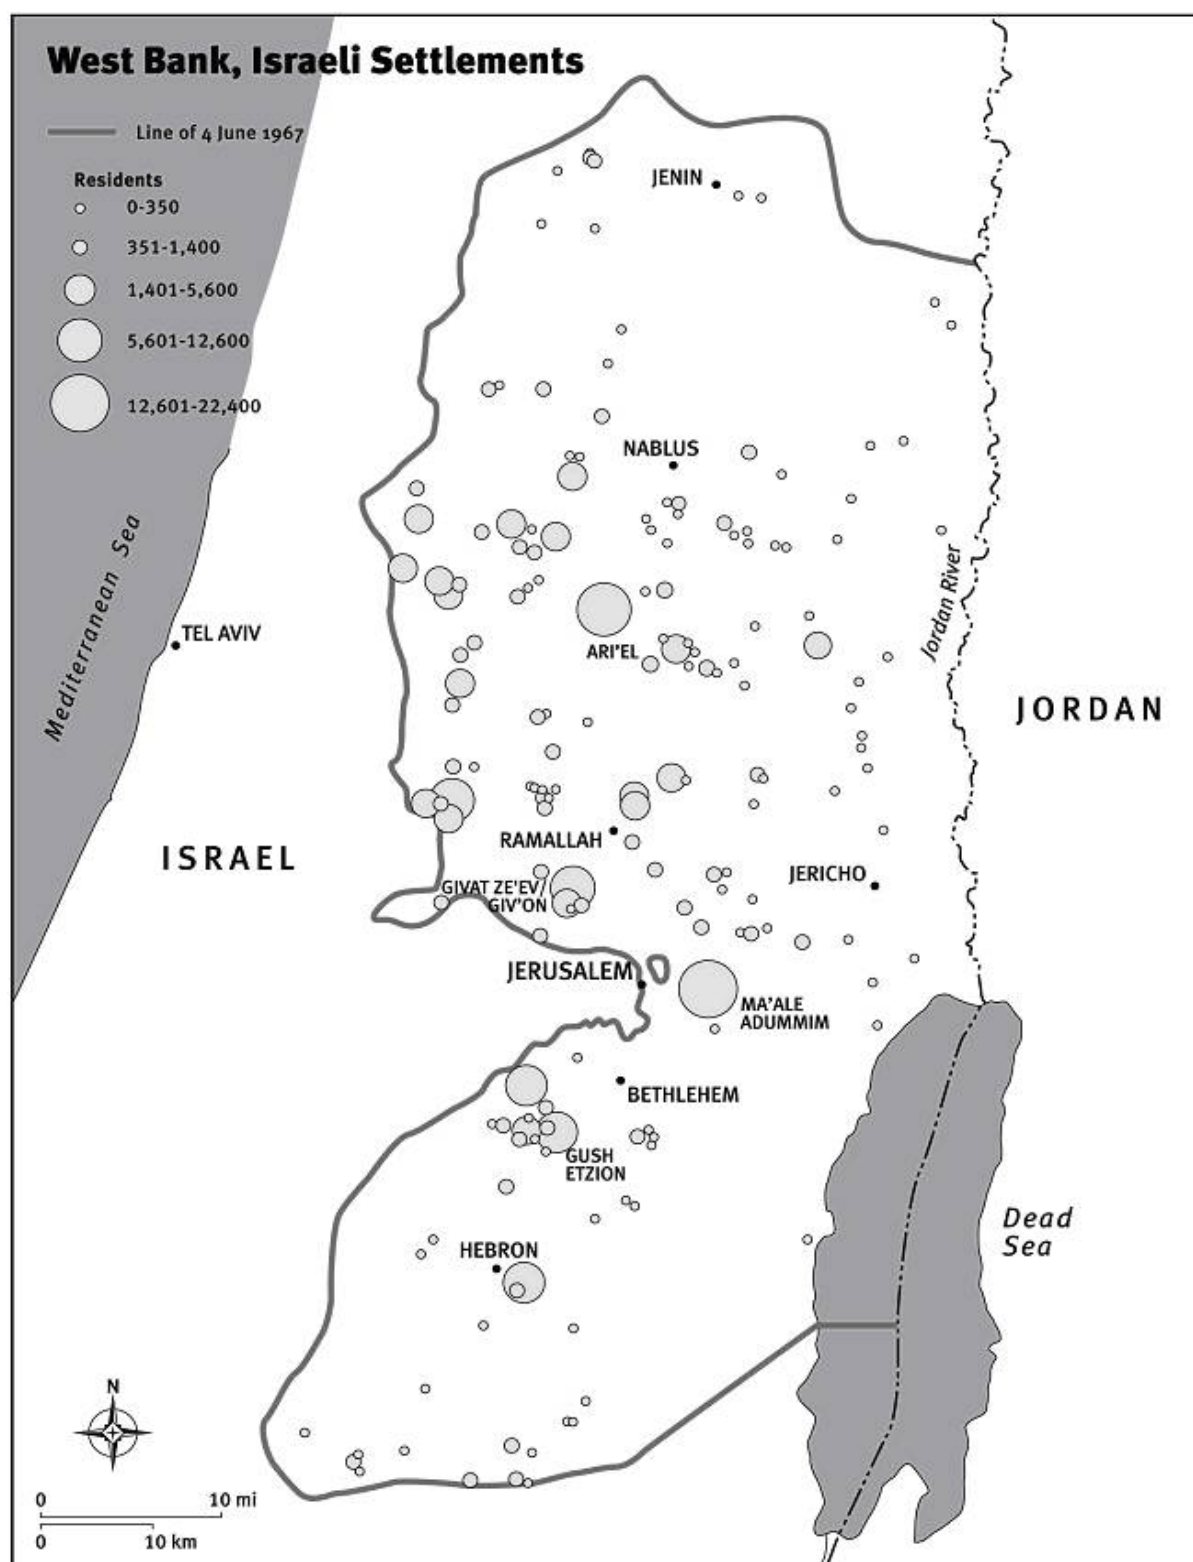 West Bank, Israeli Settlements
Line of 4 June 1967
Residents
0-350
351-1,400
1,401-5,600
5,601-12,600
12,601-22,400
JENIN
NABLUS
Mediterranean Sea
TEL AVIV
Jordan River
ARI'EL
JORDAN
ISRAEL
RAMALLAH
JERICHO
GIVAT ZE'EV/
GIV'ON
JERUSALEM
MA'ALE
ADUMMIM
BETHLEHEM
GUSH
ETZION
Dead
Sea
HEBRON
N
0 10 mi
0 10 km